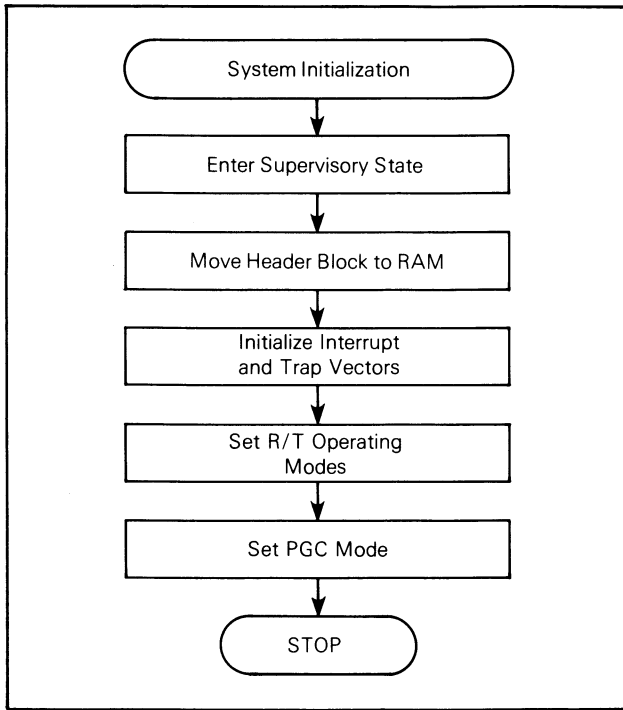 System Initialization
Enter Supervisory State
Move Header Block to RAM
Initialize Interrupt
and Trap Vectors
Set R/T Operating
Modes
Set PGC Mode
STOP